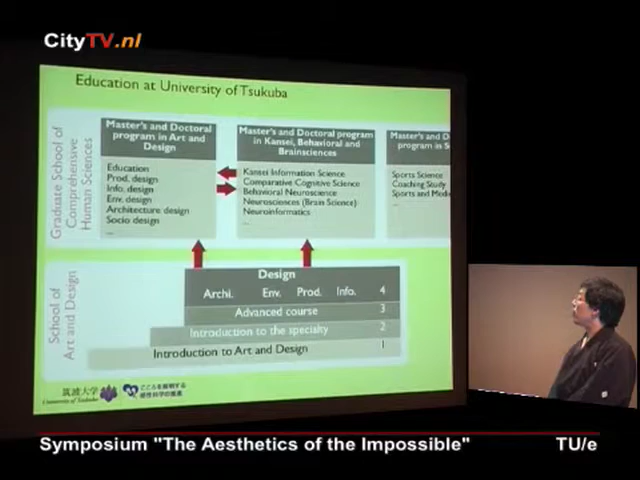 CityTV.nl
Education at University of Tsukuba
Graduate School of
Comprehensive
Human Sciences
Master's and Doctoral
program in Art and
Design
Education
Prod. design
Info. design
Env. design
Architecture design
Socio design
...
Master's and Doctoral program
in Kansei, Behavioral and
Brainsciences
Kansei Information Science
Comparative Cognitive Science
Behavioral Neuroscience
Neurosciences (Brain Science)
Neuroinformatics
...
Master's and D
program in S
Sports Science
Coaching Study
Sports and Med
...
School of
Art and Design
Design
Archi. Env. Prod. Info. 4
Advanced course 3
Introduction to the specialty 2
Introduction to Art and Design 1
筑波大学
University of Tsukuba
こころを解明する
感性科学の推進
Symposium "The Aesthetics of the Impossible" TU/e